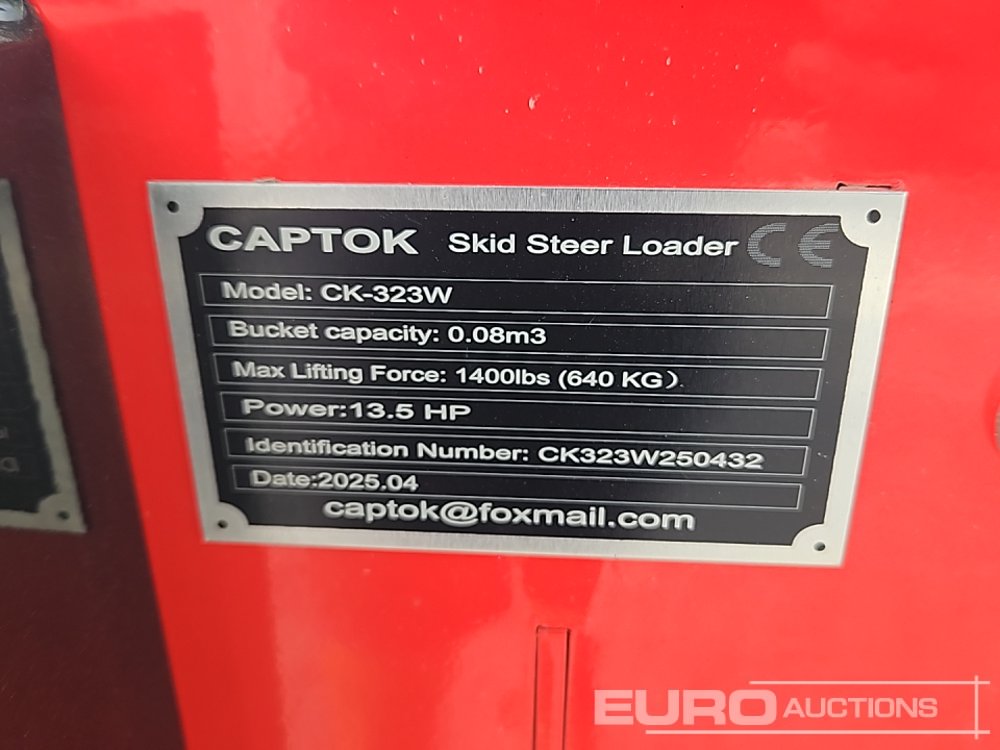 CAPTOK Skid Steer Loader CE
Model: CK-323W
Bucket capacity: 0.08m3
Max Lifting Force: 1400lbs (640 KG)
Power:13.5 HP
Identification Number: CK323W250432
Date:2025.04
captok@foxmail.com
EURO AUCTIONS